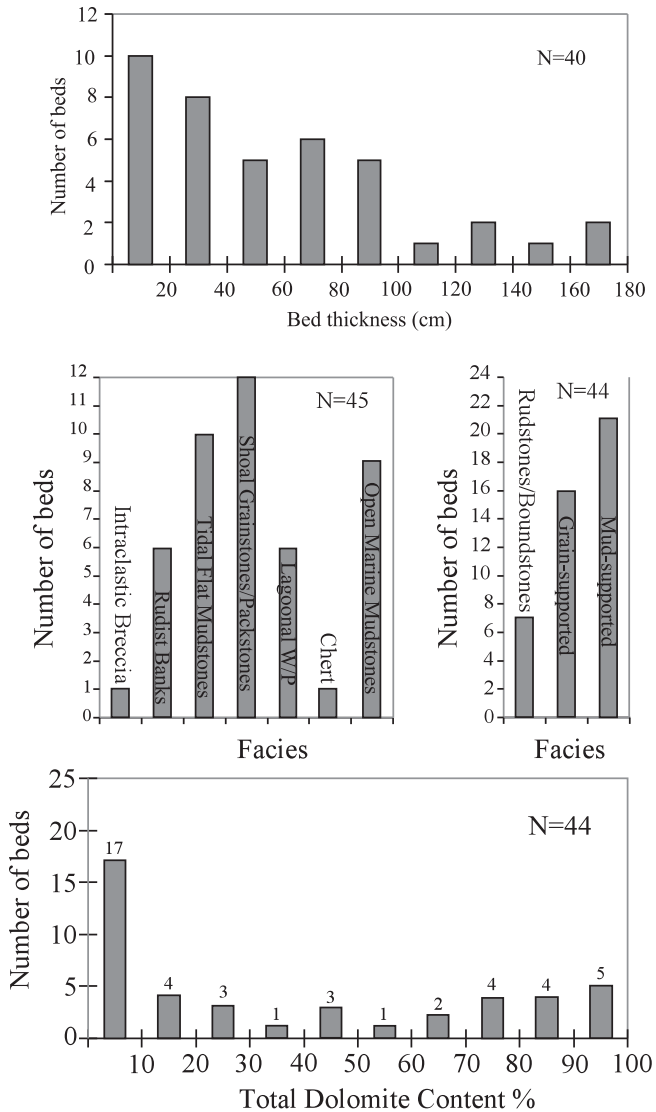 12
10
8
6
4
2
0
Number of beds
N=40
20 40 60 80 100 120 140 160 180
Bed thickness (cm)
12
11
10
9
8
7
6
5
4
3
2
1
0
Number of beds
N=45
Intraclastic Breccia
Rudist Banks
Tidal Flat Mudstones
Shoal Grainstones/Packstones
Lagoonal W/P
Chert
Open Marine Mudstones
Facies
24
22
20
18
16
14
12
10
8
6
4
2
0
Number of beds
N=44
Rudstones/Boundstones
Grain-supported
Mud-supported
Facies
25
20
15
10
5
0
Number of beds
N=44
17 4 3 1 3 1 2 4 4 5
10 20 30 40 50 60 70 80 90 100
Total Dolomite Content %